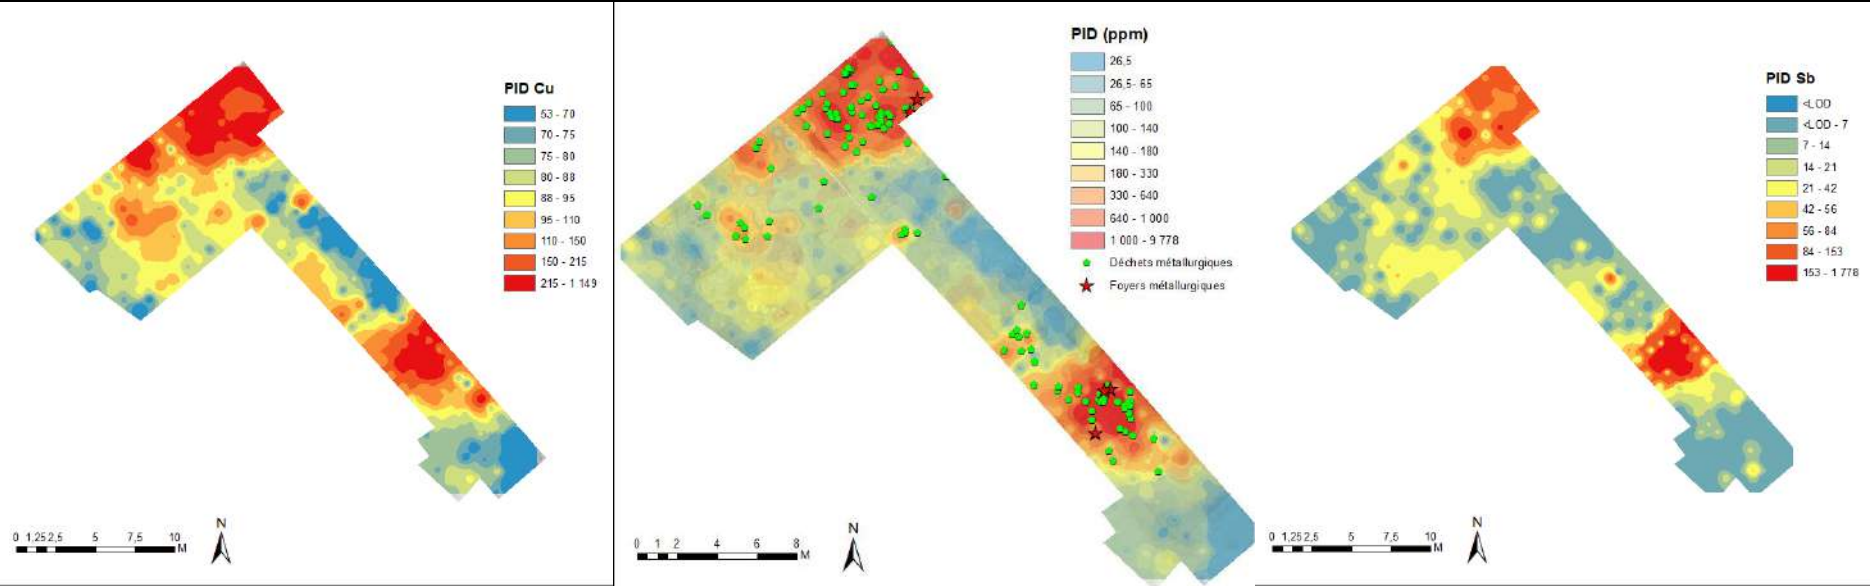 PID Cu
53 - 70
70 - 75
75 - 80
80 - 88
88 - 95
95 - 110
110 - 150
150 - 215
215 - 1 149
0 1,25 2,5 5 7,5 10
M
N
PID (ppm)
26,5
26,5- 65
65 - 100
100 - 140
140 - 180
180 - 330
330 - 640
640 - 1 000
1 000 - 9 778
Déchets métallurgiques
Foyers métallurgiques
0 1 2 4 6 8
M
N
PID Sb
<LOD
<LOD - 7
7 - 14
14 - 21
21 - 42
42 - 56
56 - 84
84 - 153
153 - 1 778
0 1,25 2,5 5 7,5 10
M
N